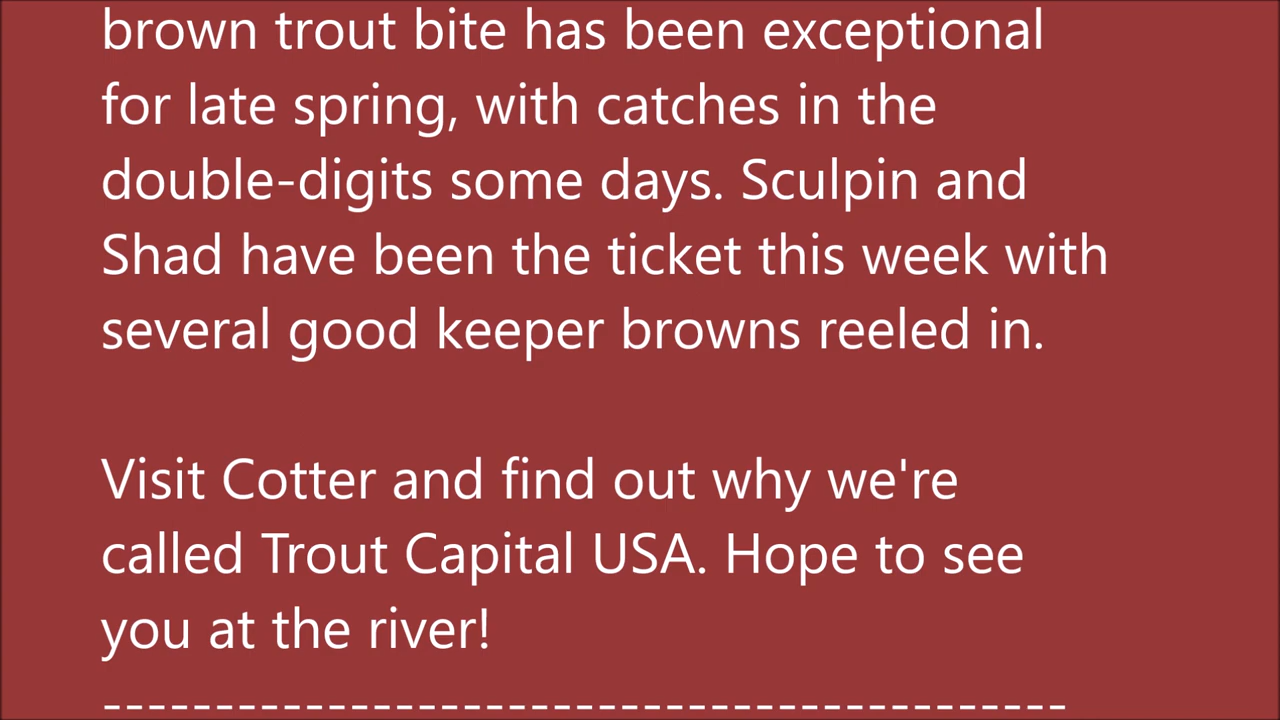 brown trout bite has been exceptional
for late spring, with catches in the
double-digits some days. Sculpin and
Shad have been the ticket this week with
several good keeper browns reeled in.
Visit Cotter and find out why we're
called Trout Capital USA. Hope to see
you at the river!
-------------------------------------------